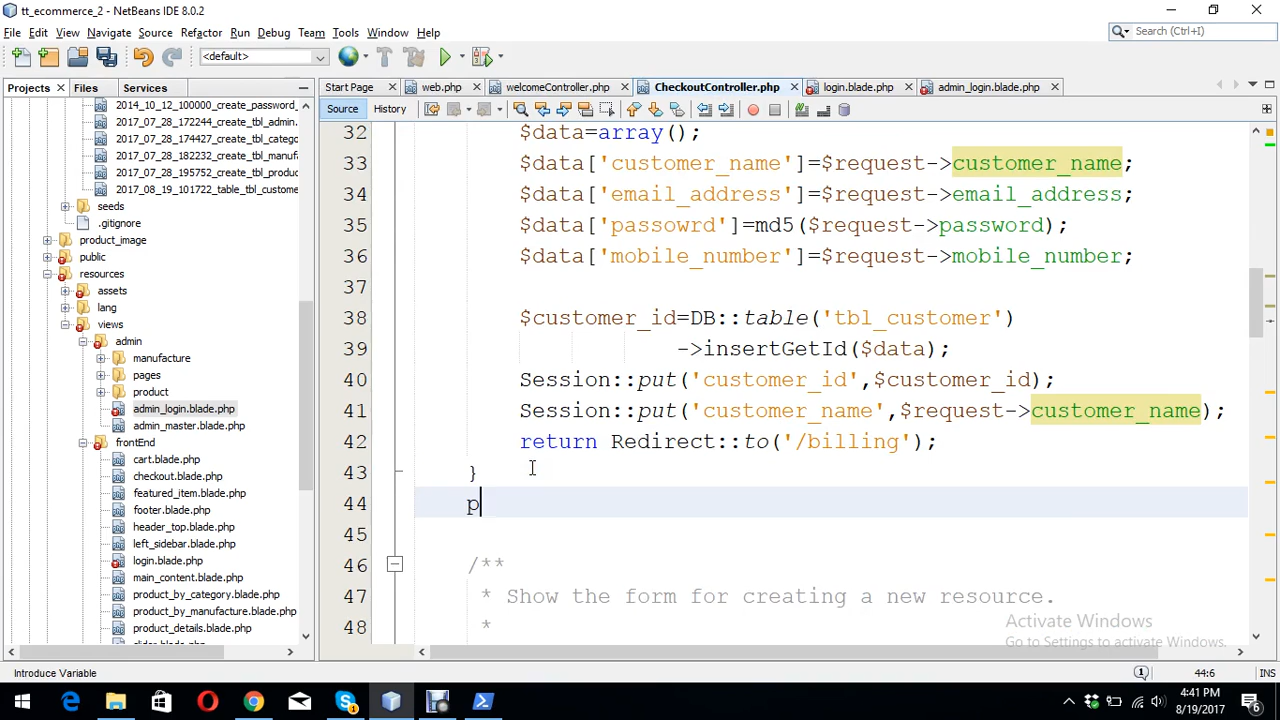 tt_ecommerce_2 - NetBeans IDE 8.0.2
File Edit View Navigate Source Refactor Run Debug Team Tools Window Help
Search (Ctrl+I)
<default>
Projects Files Services
Start Page web.php welcomeController.php CheckoutController.php login.blade.php admin_login.blade.php
Source History
2014_10_12_100000_create_password_
2017_07_28_172244_create_tbl_admin.
2017_07_28_174427_create_tbl_catego
2017_07_28_182232_create_tbl_manufa
2017_07_28_195752_create_tbl_produc
2017_08_19_101722_table_tbl_custome
seeds
.gitignore
product_image
public
resources
assets
lang
views
admin
manufacture
pages
product
admin_login.blade.php
admin_master.blade.php
frontEnd
cart.blade.php
checkout.blade.php
featured_item.blade.php
footer.blade.php
header_top.blade.php
left_sidebar.blade.php
login.blade.php
main_content.blade.php
product_by_category.blade.php
product_by_manufacture.blade.php
product_details.blade.php
32 $data=array();
33 $data['customer_name']=$request->customer_name;
34 $data['email_address']=$request->email_address;
35 $data['passowrd']=md5($request->password);
36 $data['mobile_number']=$request->mobile_number;
37
38 $customer_id=DB::table('tbl_customer')
39 ->insertGetId($data);
40 Session::put('customer_id',$customer_id);
41 Session::put('customer_name',$request->customer_name);
42 return Redirect::to('/billing');
43 }
44 p
45
46 /**
47 * Show the form for creating a new resource.
48 *
Activate Windows
Go to Settings to activate Windows.
Introduce Variable
1
44:6
INS
4:41 PM
8/19/2017
6